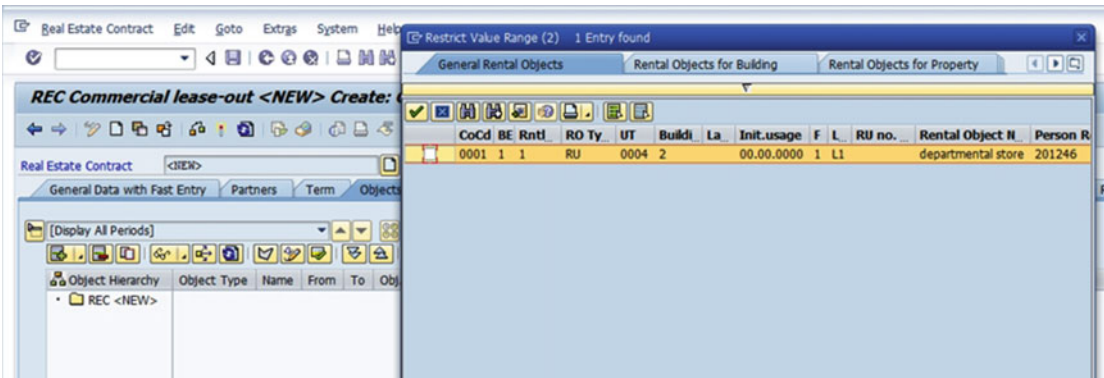 Real Estate Contract Edit Goto Extras System Help
REC Commercial lease-out <NEW> Create:
Real Estate Contract <NEW>
General Data with Fast Entry Partners Term Objects
[Display All Periods]
Object Hierarchy Object Type Name From To Obj.
REC <NEW>
Restrict Value Range (2) 1 Entry found
General Rental Objects Rental Objects for Building Rental Objects for Property
CoCd BE Rntl RO Ty... UT Buildi La... Init.usage F L... RU no. ... Rental Object N... Person R
0001 1 1 RU 0004 2 00.00.0000 1 L1 departmental store 201246